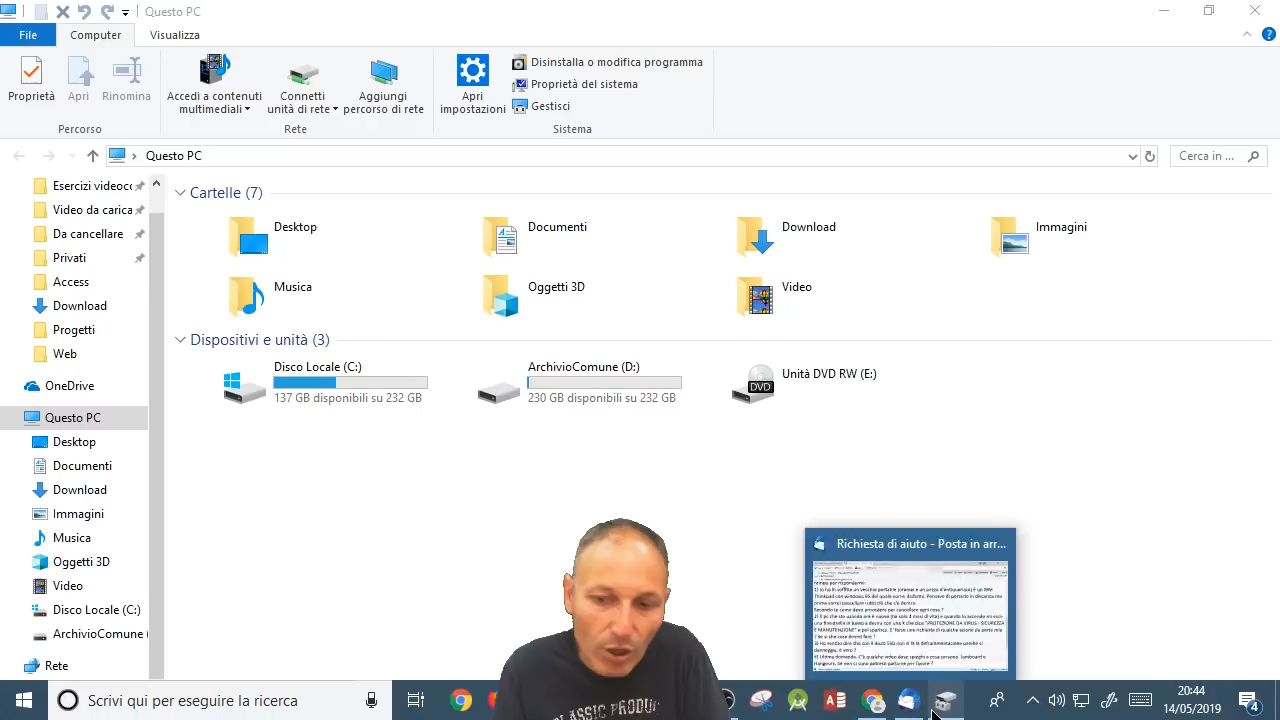 Questo PC
File
Computer
Visualizza
Proprietà
Apri
Rinomina
Accedi a contenuti
multimediali
Connetti
unità di rete
Aggiungi
percorso di rete
Apri
impostazioni
Disinstalla o modifica programma
Proprietà del sistema
Gestisci
Percorso
Rete
Sistema
Questo PC
Cerca in ...
Esercizi videoco
Video da carica
Da cancellare
Privati
Access
Download
Progetti
Web
OneDrive
Questo PC
Desktop
Documenti
Download
Immagini
Musica
Oggetti 3D
Video
Disco Locale (C:)
ArchivioComune
Rete
Cartelle (7)
Desktop
Documenti
Download
Immagini
Musica
Oggetti 3D
Video
Dispositivi e unità (3)
Disco Locale (C:)
137 GB disponibili su 232 GB
ArchivioComune (D:)
230 GB disponibili su 232 GB
DVD
Unità DVD RW (E:)
Richiesta di aiuto - Posta in arr...
CLASSIC PRODUC
Scrivi qui per eseguire la ricerca
20:44
14/05/2019
4